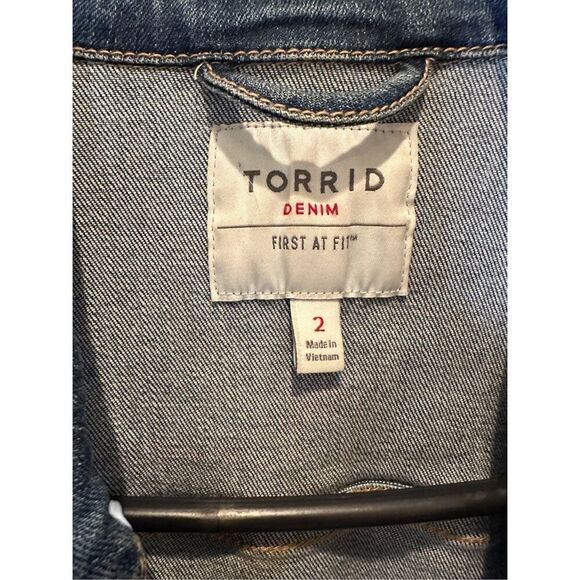 TORRID
DENIM
FIRST AT FIT™
2
Made in
Vietnam